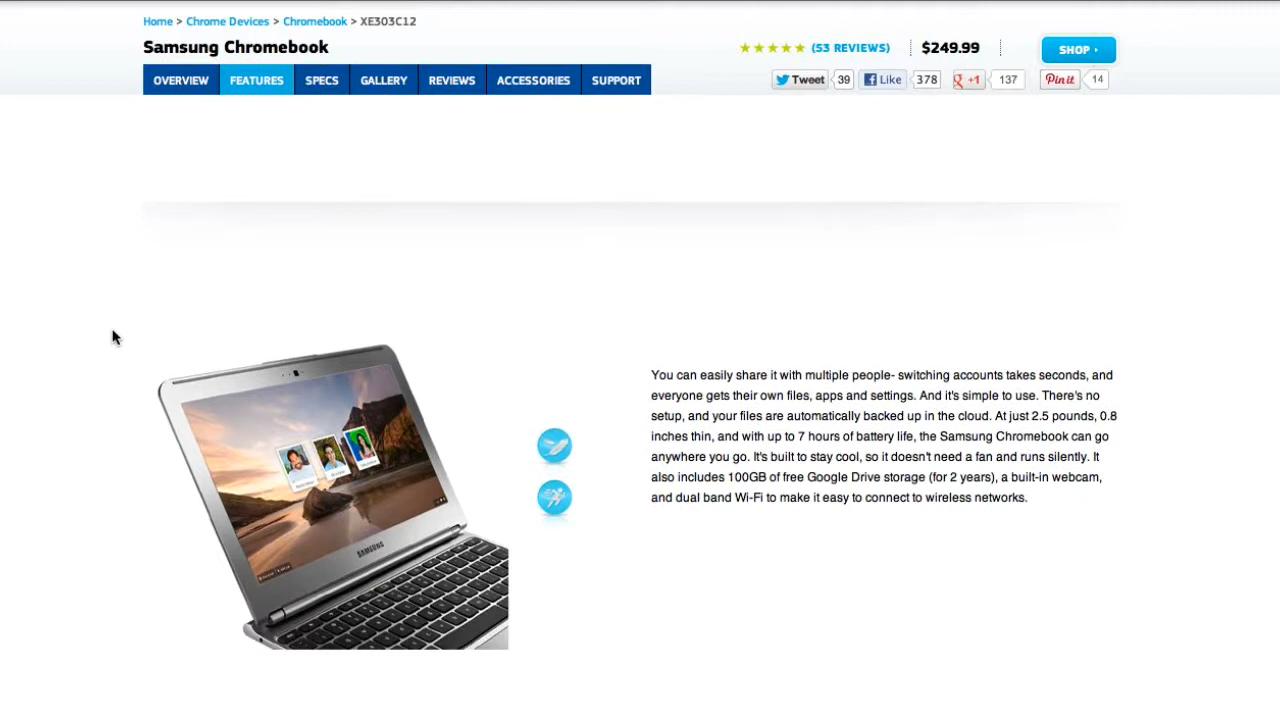 Home > Chrome Devices > Chromebook > XE303C12
Samsung Chromebook
(53 REVIEWS) $249.99 SHOP
OVERVIEW FEATURES SPECS GALLERY REVIEWS ACCESSORIES SUPPORT
Tweet 39 Like 378 g +1 137 Pin it 14
You can easily share it with multiple people- switching accounts takes seconds, and
everyone gets their own files, apps and settings. And it's simple to use. There's no
setup, and your files are automatically backed up in the cloud. At just 2.5 pounds, 0.8
inches thin, and with up to 7 hours of battery life, the Samsung Chromebook can go
anywhere you go. It's built to stay cool, so it doesn't need a fan and runs silently. It
also includes 100GB of free Google Drive storage (for 2 years), a built-in webcam,
and dual band Wi-Fi to make it easy to connect to wireless networks.
SAMSUNG